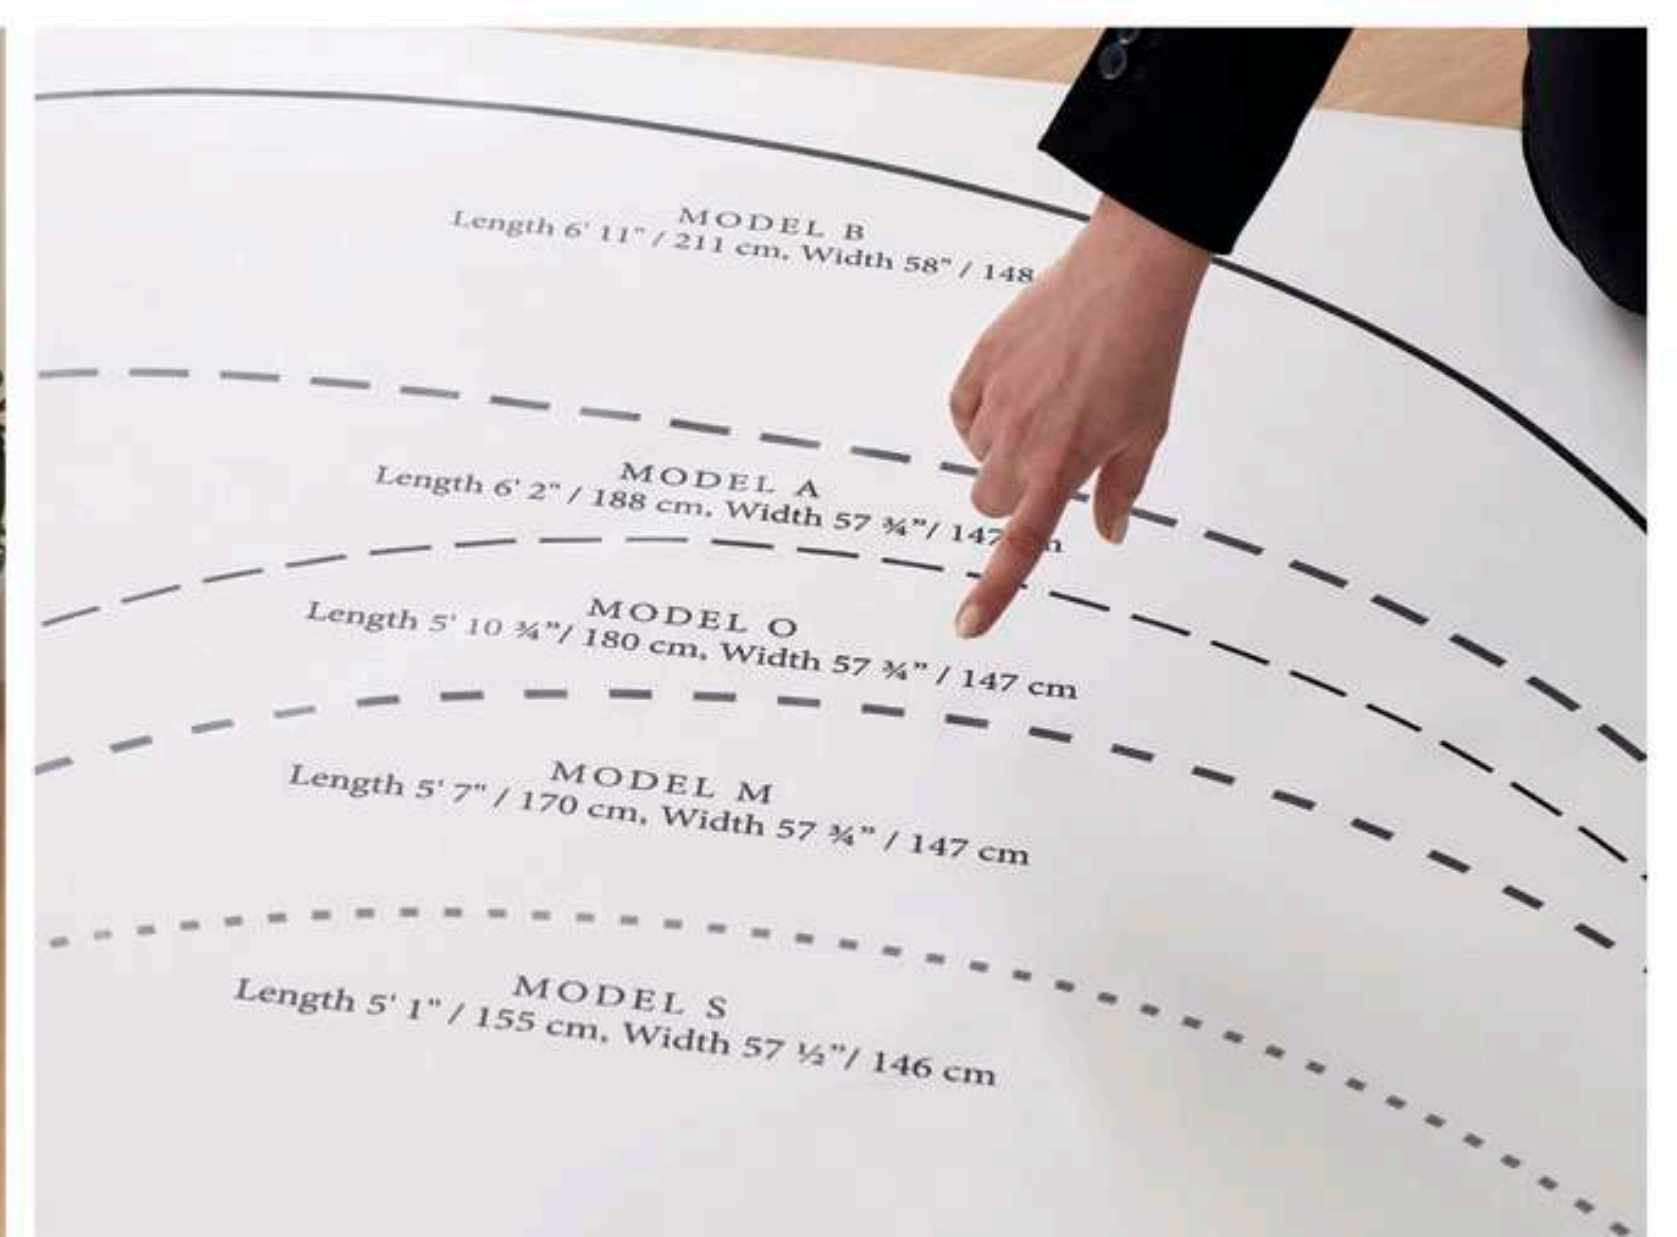 MODEL B
Length 6' 11" / 211 cm, Width 58" / 148
MODEL A
Length 6' 2" / 188 cm, Width 57 ¾”/ 147
MODEL O
Length 5' 10 ¾”/ 180 cm, Width 57 ¾” / 147 cm
MODEL M
Length 5' 7" / 170 cm, Width 57 ¾” / 147 cm
MODEL S
Length 5' 1" / 155 cm, Width 57 ½”/ 146 cm